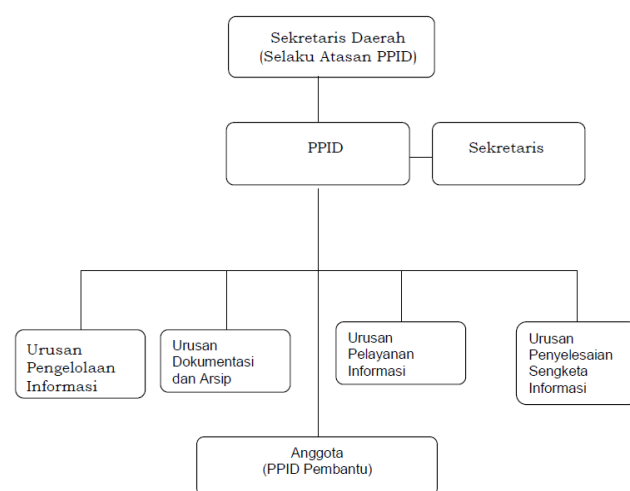 Sekretaris Daerah
(Selaku Atasan PPID)
PPID
Sekretaris
Urusan
Pengelolaan
Informasi
Urusan
Dokumentasi
dan Arsip
Urusan
Pelayanan
Informasi
Urusan
Penyelesaian
Sengketa
Informasi
Anggota
(PPID Pembantu)